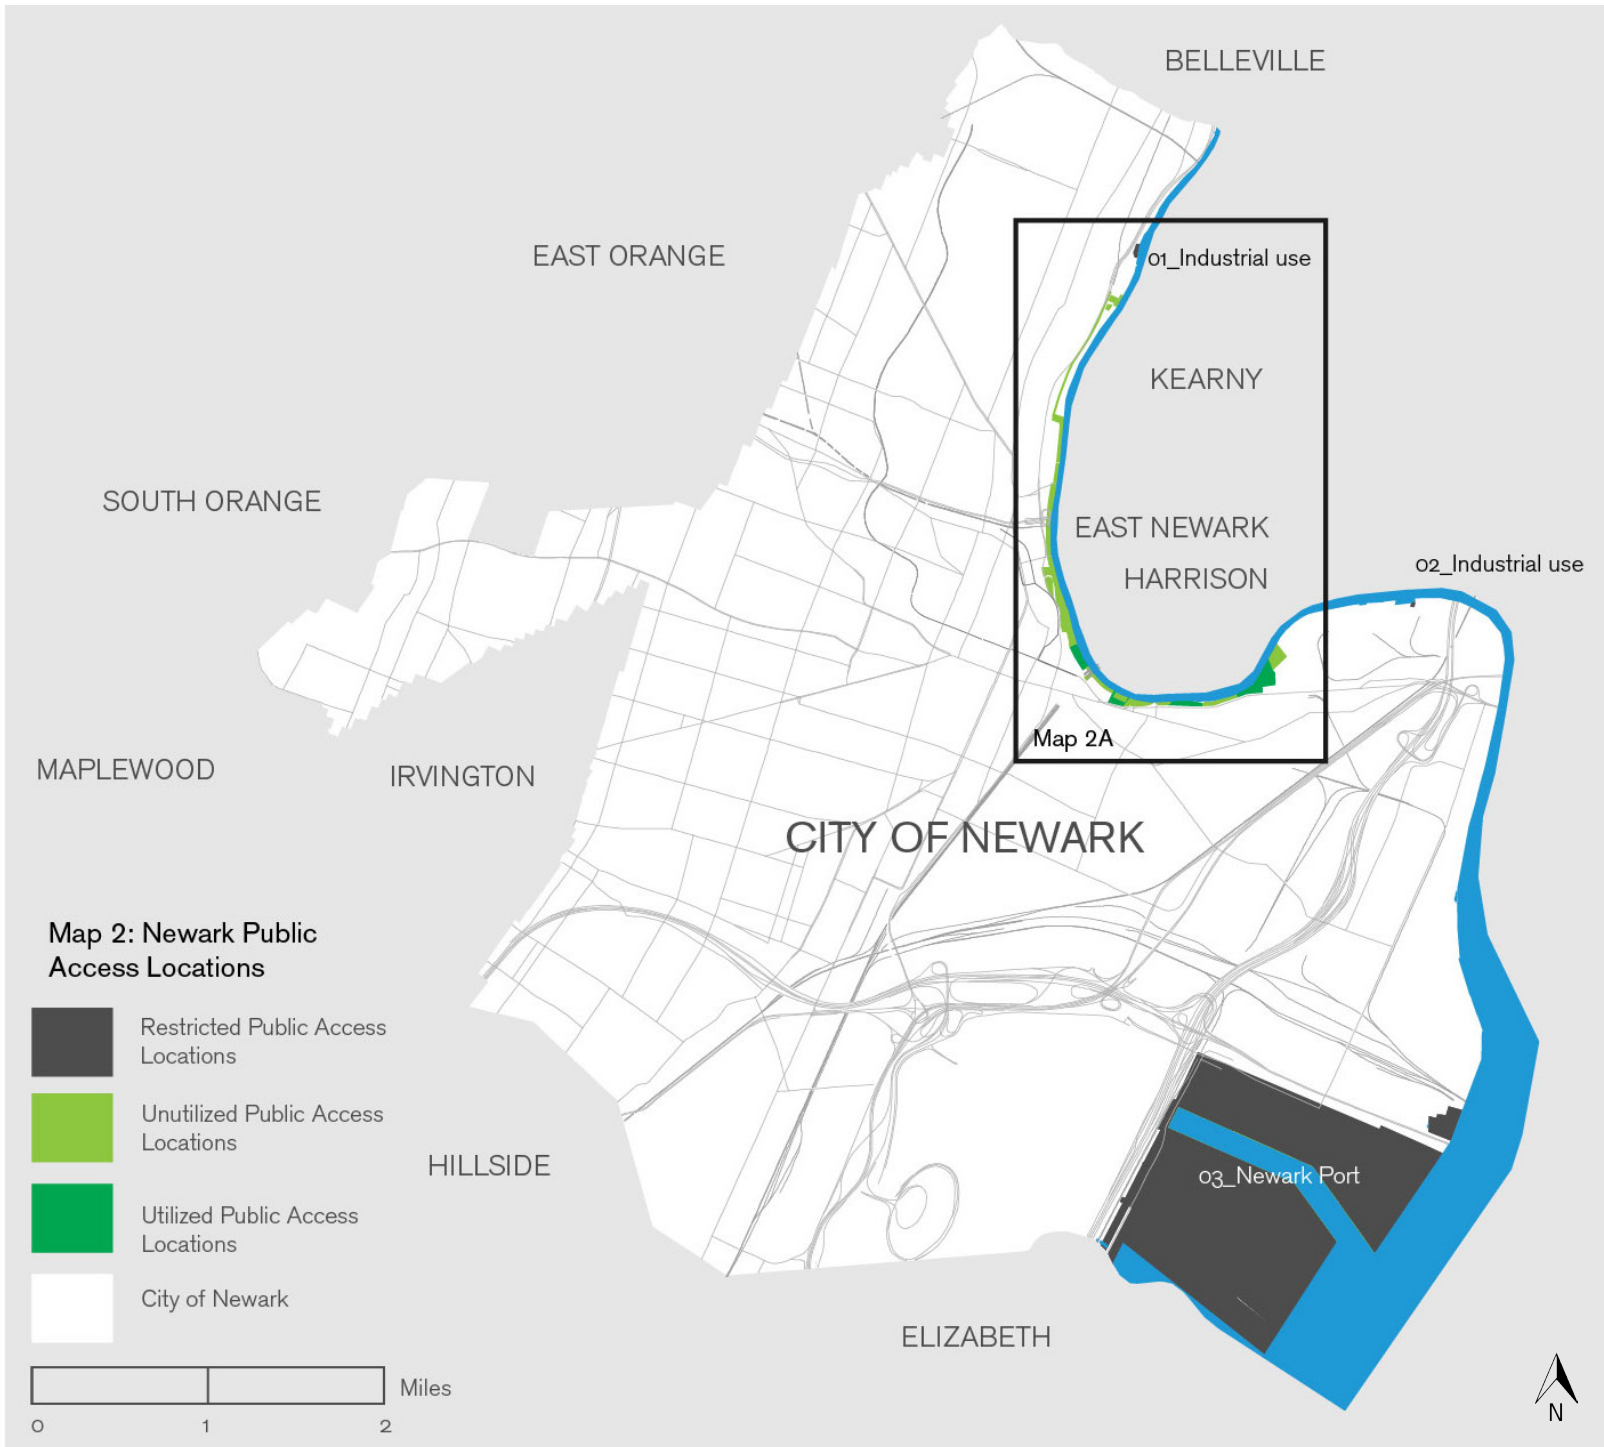 BELLEVILLE
EAST ORANGE
01_Industrial use
KEARNY
SOUTH ORANGE
EAST NEWARK
HARRISON
02_Industrial use
Map 2A
MAPLEWOOD
IRVINGTON
CITY OF NEWARK
Map 2: Newark Public
Access Locations
Restricted Public Access
Locations
Unutilized Public Access
Locations
Utilized Public Access
Locations
City of Newark
HILLSIDE
03_Newark Port
ELIZABETH
Miles
0 1 2
N